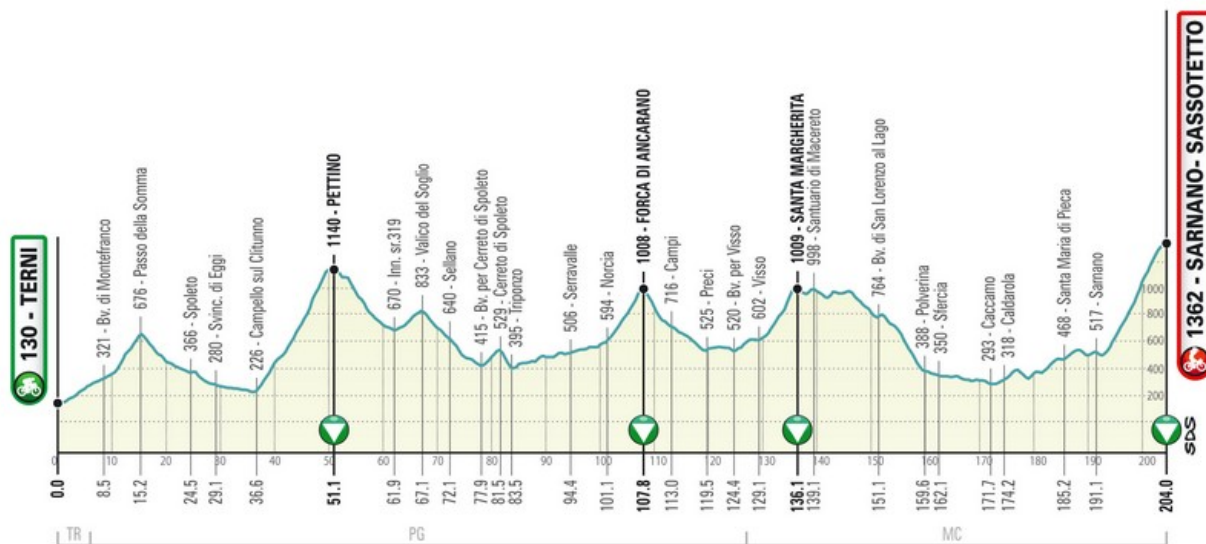 130 - TERNI
321 - Bv. di Montefranco
676 - Passo della Somma
366 - Spoleto
280 - Svinc. di Eggi
226 - Campello sul Clitunno
1140 - PETTINO
670 - Inn. sr.319
833 - Valico del Soglio
640 - Sellano
415 - Bv. per Cerreto di Spoleto
529 - Cerreto di Spoleto
395 - Triponzo
506 - Serravalle
594 - Norcia
1008 - FORCA DI ANCARANO
716 - Campi
525 - Preci
520 - Bv. per Visso
602 - Visso
1009 - SANTA MARGHERITA
998 - Santuario di Macereto
764 - Bv. di San Lorenzo al Lago
388 - Polverina
350 - Sfercia
293 - Caccamo
318 - Caldarola
468 - Santa Maria di Pieca
517 - Sarnano
1362 - SARNANO- SASSOTETTO
1000
800
600
400
200
SDS
0 10 20 30 40 50 60 70 80 90 100 110 120 130 140 150 160 170 180 190 200
0.0 8.5 15.2 24.5 29.1 36.6 51.1 61.9 67.1 72.1 77.9 81.5 83.5 94.4 101.1 107.8 113.0 119.5 124.4 129.1 136.1 139.1 151.1 159.6 162.1 171.7 174.2 185.2 191.1 204.0
TR PG MC